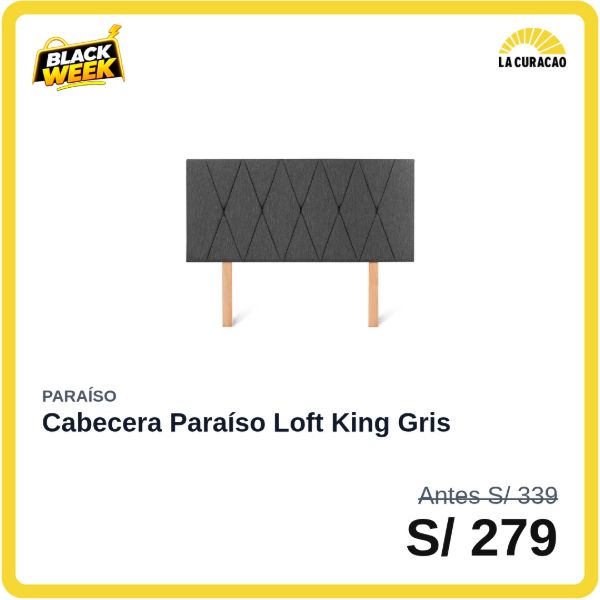 BLACK
WEEK
LA CURACAO
PARAÍSO
Cabecera Paraíso Loft King Gris
Antes S/ 339
S/ 279